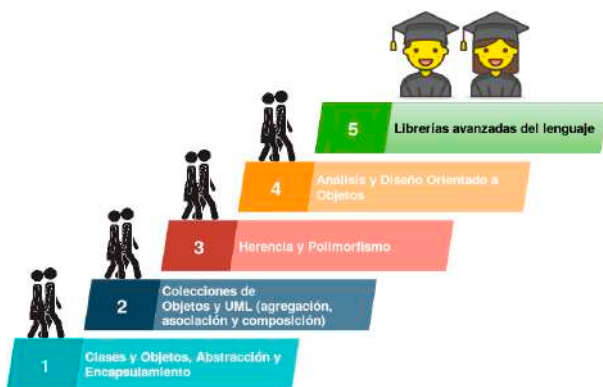 5
Librerías avanzadas del lenguaje
4
Análisis y Diseño Orientado a
Objetos
3
Herencia y Polimorfismo
2
Colecciones de
Objetos y UML (agregación,
asociación y composición)
1
Clases y Objetos, Abstracción y
Encapsulamiento